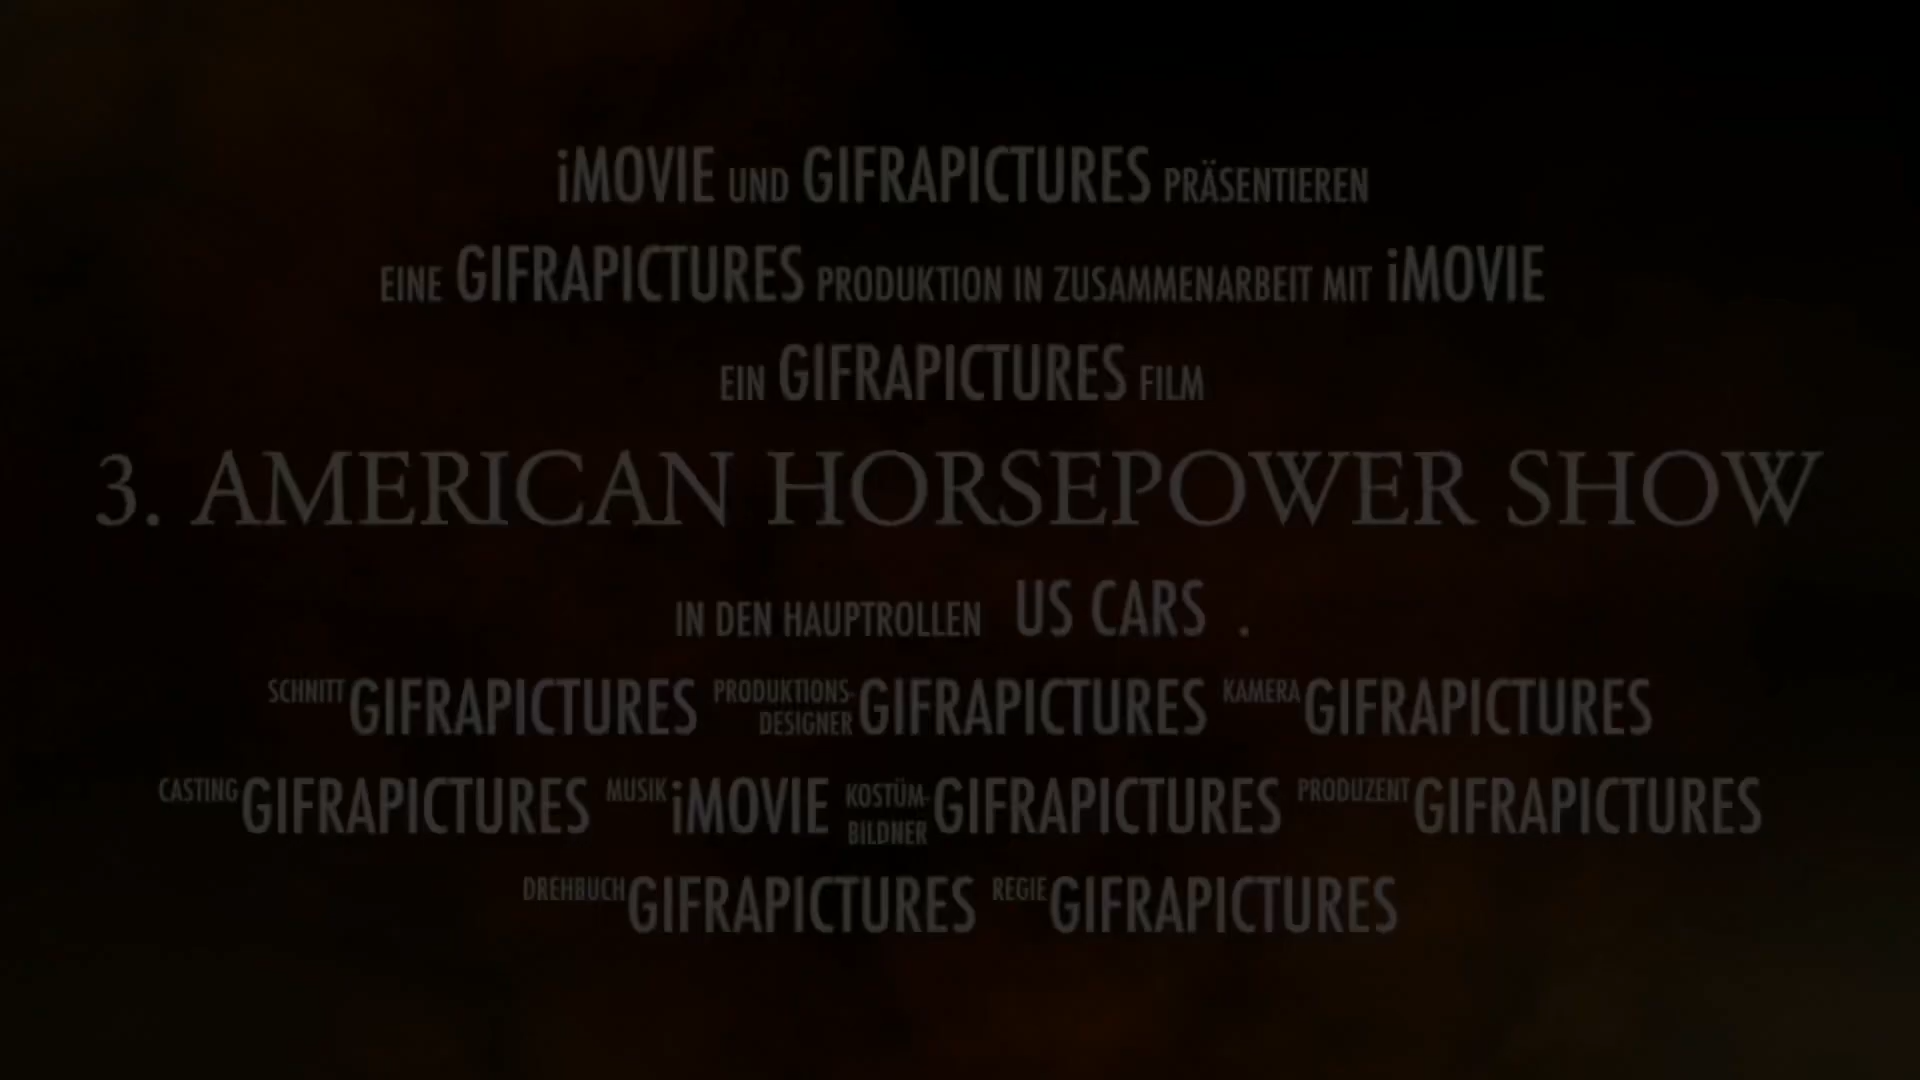 iMOVIE UND GIFRAPICTURES PRÄSENTIEREN
EINE GIFRAPICTURES PRODUKTION IN ZUSAMMENARBEIT MIT iMOVIE
EIN GIFRAPICTURES FILM
3. AMERICAN HORSEPOWER SHOW
IN DEN HAUPTROLLEN US CARS .
SCHNITT GIFRAPICTURES PRODUKTIONS-DESIGNER GIFRAPICTURES KAMERA GIFRAPICTURES
CASTING GIFRAPICTURES MUSIK iMOVIE KOSTÜM-BILDNER GIFRAPICTURES PRODUZENT GIFRAPICTURES
DREHBUCH GIFRAPICTURES REGIE GIFRAPICTURES